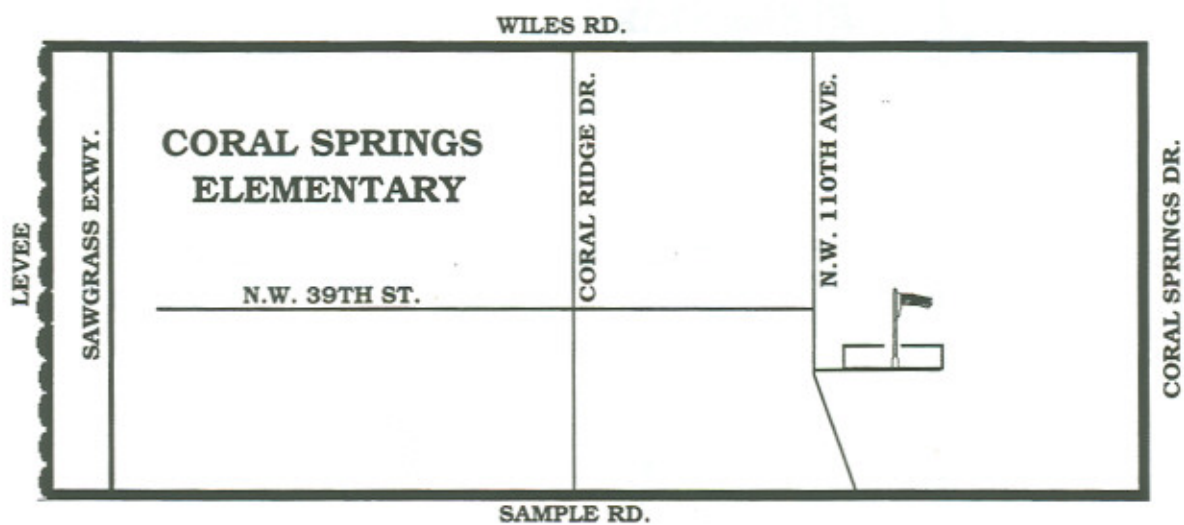 WILES RD.
CORAL SPRINGS
ELEMENTARY
LEVEE
SAWGRASS EXWY.
N.W. 39TH ST.
CORAL RIDGE DR.
N.W. 110TH AVE.
CORAL SPRINGS DR.
SAMPLE RD.